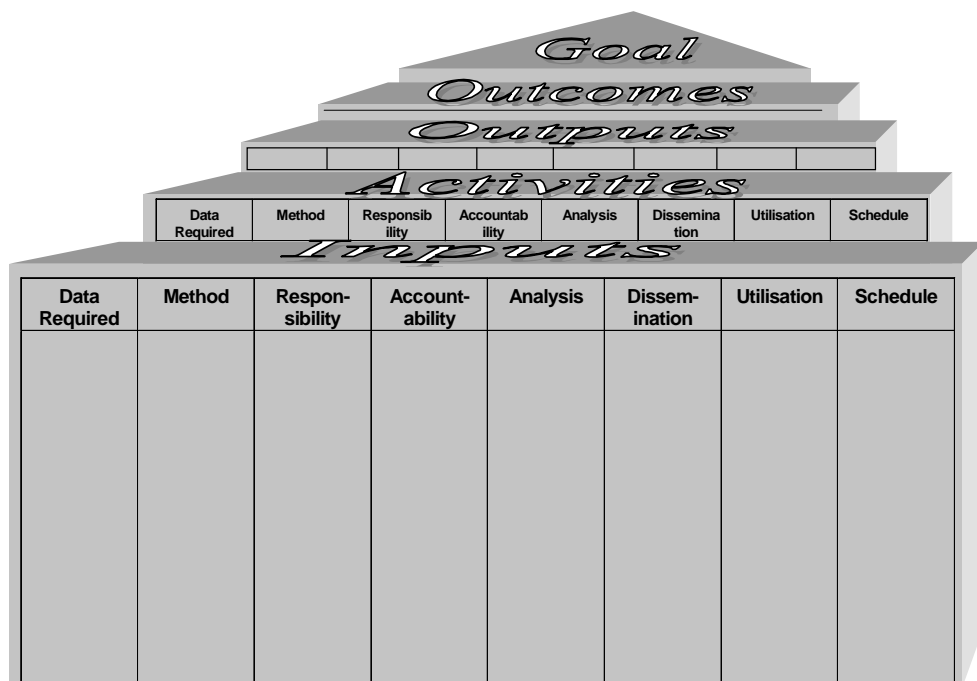 Goal
Outcomes
Outputs
Activities
Data Method Responsib Accountab Analysis Dissemina Utilisation Schedule
Required ility ility tion
Inputs
Data Method Respon- Account- Analysis Dissem- Utilisation Schedule
Required sibility ability ination